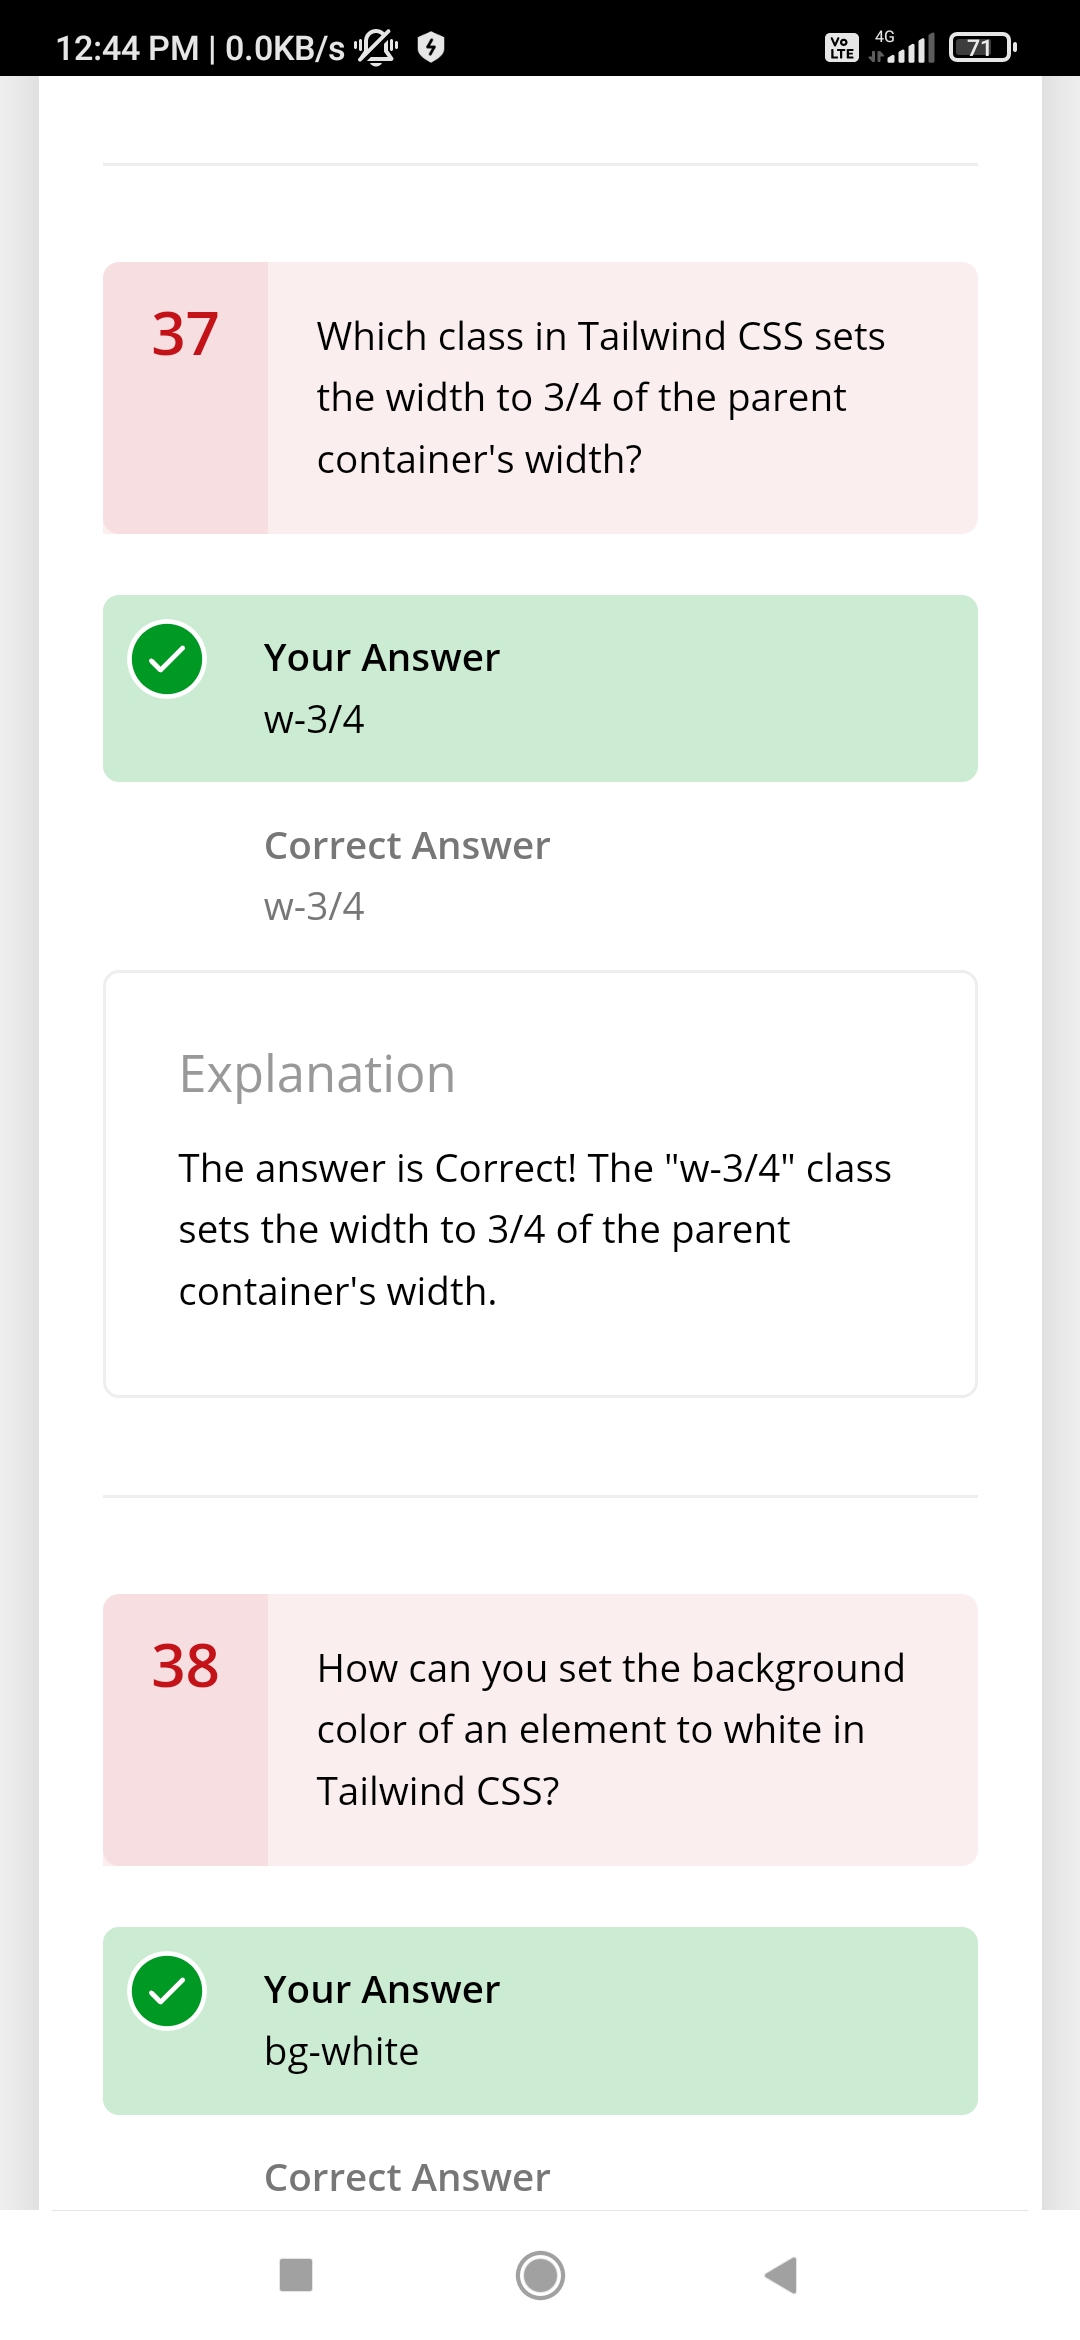 12:44 PM | 0.0KB/s
Vo LTE 4G 71
37
Which class in Tailwind CSS sets
the width to 3/4 of the parent
container's width?
Your Answer
w-3/4
Correct Answer
w-3/4
Explanation
The answer is Correct! The "w-3/4" class
sets the width to 3/4 of the parent
container's width.
38
How can you set the background
color of an element to white in
Tailwind CSS?
Your Answer
bg-white
Correct Answer